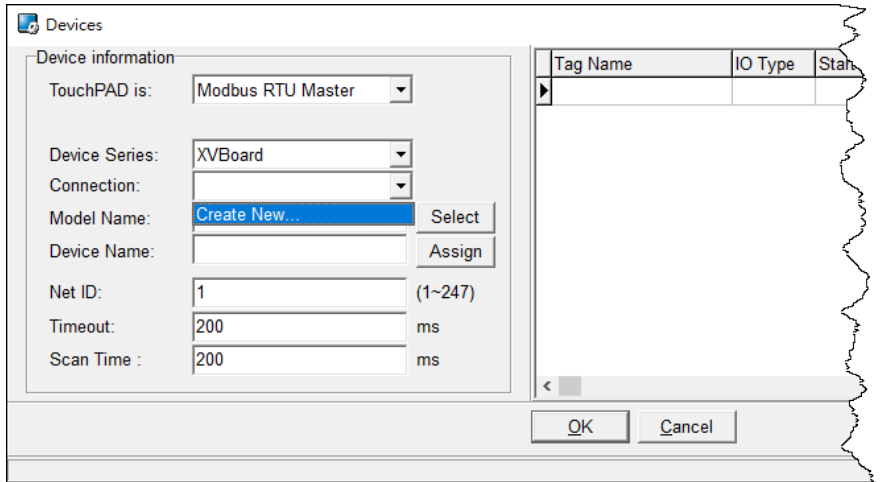 Devices
Device information
TouchPAD is: Modbus RTU Master
Device Series: XVBoard
Connection:
Create New...
Model Name: Select
Device Name: Assign
Net ID: 1 (1~247)
Timeout: 200 ms
Scan Time : 200 ms
Tag Name IO Type Start
OK Cancel